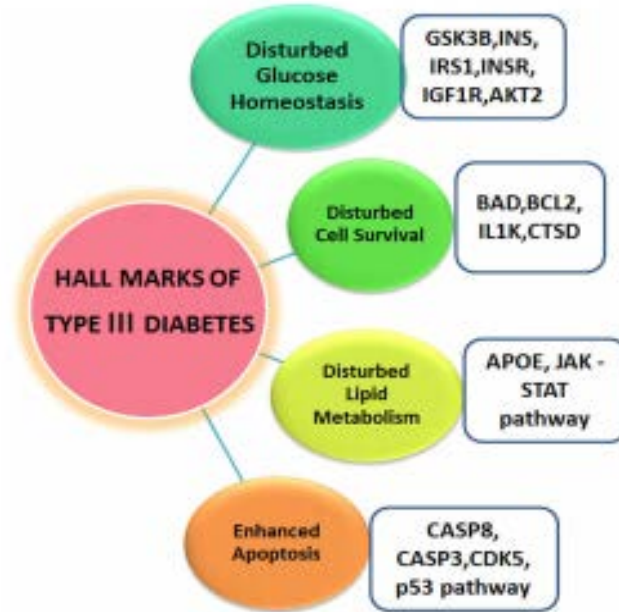 Disturbed
Glucose
Homeostasis
GSK3B,INS,
IRS1,INSR,
IGF1R,AKT2
Disturbed
Cell Survival
BAD,BCL2,
IL1K,CTSD
HALL MARKS OF
TYPE III DIABETES
Disturbed
Lipid
Metabolism
APOE, JAK -
STAT
pathway
Enhanced
Apoptosis
CASP8,
CASP3,CDK5,
p53 pathway